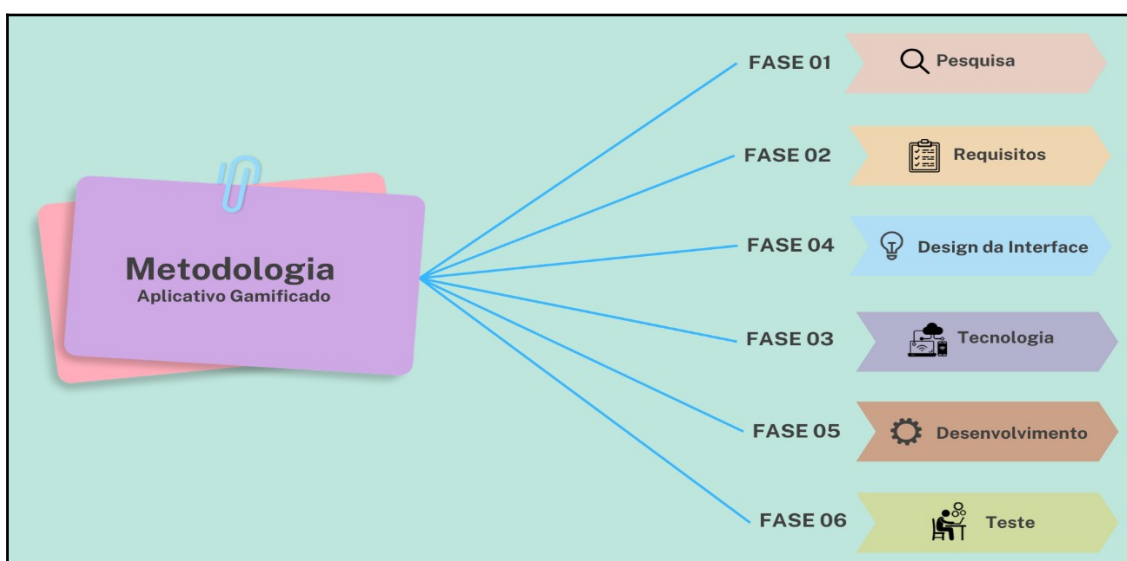 Metodologia
Aplicativo Gamificado
FASE 01
Pesquisa
FASE 02
Requisitos
FASE 04
Design da Interface
FASE 03
Tecnologia
FASE 05
Desenvolvimento
FASE 06
Teste